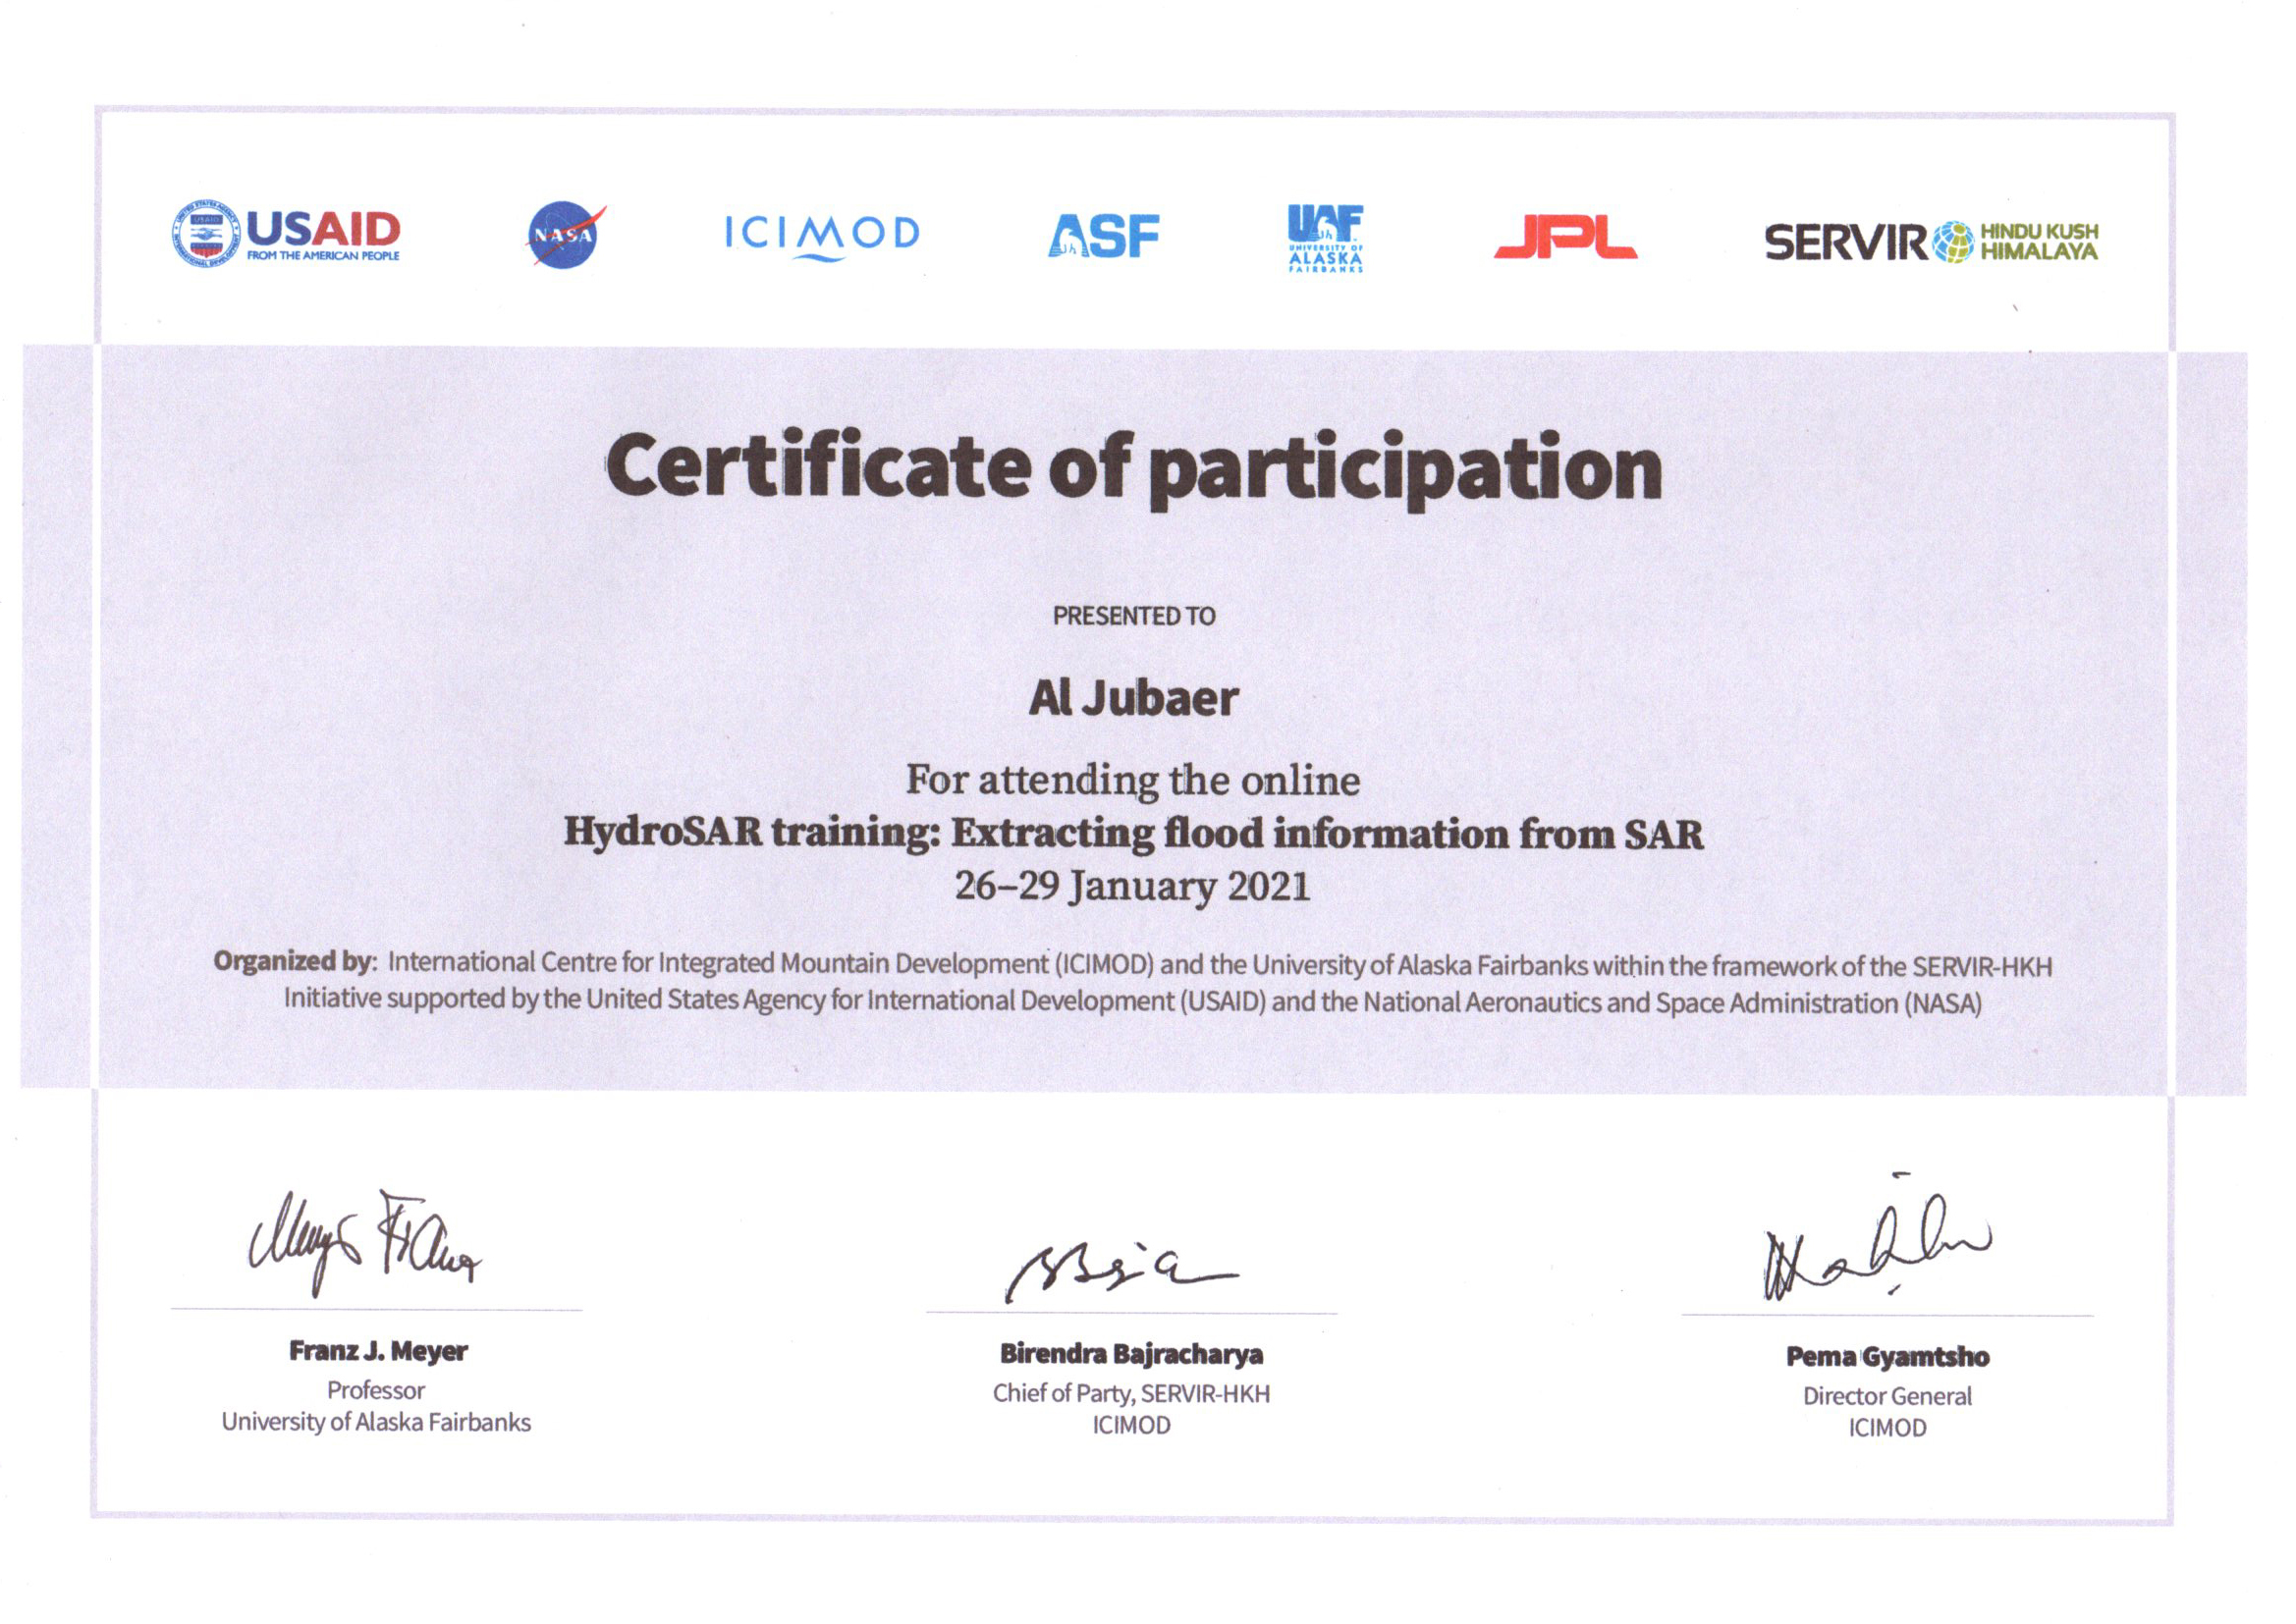 USAID
FROM THE AMERICAN PEOPLE
NASA
ICIMOD
ASF
UAF
UNIVERSITY OF
ALASKA
FAIRBANKS
JPL
SERVIR HINDU KUSH
HIMALAYA
Certificate of participation
PRESENTED TO
Al Jubaer
For attending the online
HydroSAR training: Extracting flood information from SAR
26–29 January 2021
Organized by: International Centre for Integrated Mountain Development (ICIMOD) and the University of Alaska Fairbanks within the framework of the SERVIR-HKH
Initiative supported by the United States Agency for International Development (USAID) and the National Aeronautics and Space Administration (NASA)
Franz J. Meyer
Professor
University of Alaska Fairbanks
Birendra Bajracharya
Chief of Party, SERVIR-HKH
ICIMOD
Pema Gyamtsho
Director General
ICIMOD